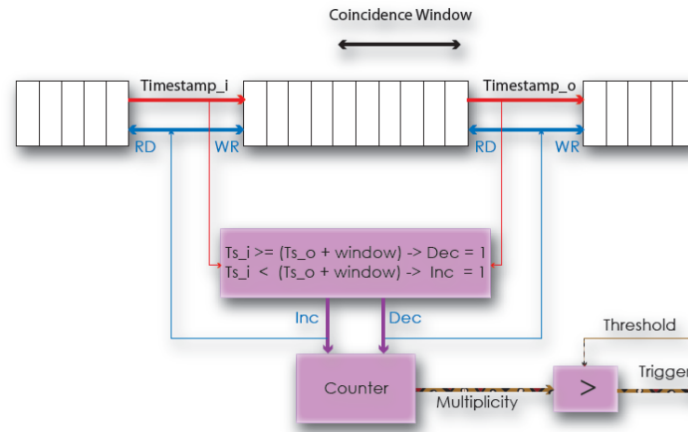 Coincidence Window
Timestamp_i
Timestamp_o
RD
WR
RD
WR
Ts_i >= (Ts_o + window) -> Dec = 1
Ts_i < (Ts_o + window) -> Inc = 1
Inc
Dec
Threshold
Counter
>
Trigger
Multiplicity